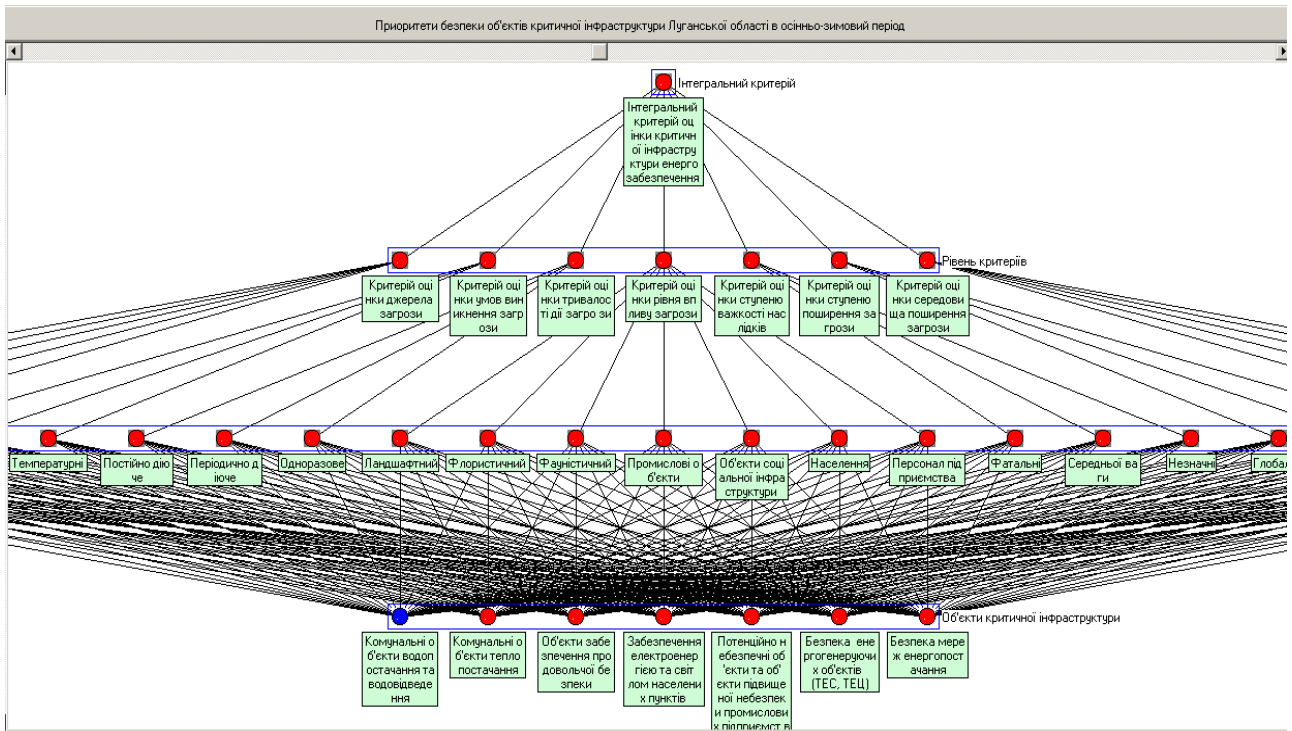 Приоритети безпеки об'єктів критичної інфраструктури Луганської області в осінньо-зимовий період
Інтегральний критерій
Інтегральний
критерій оц
інки критичн
ої інфрастру
ктури енерго
забезпечення
Рівень критеріїв
Критерій оці
нки джерела
загрози
Критерій оці
нки умов вин
икнення загр
ози
Критерій оці
нки тривалос
ті дії загро зи
Критерій оці
нки рівня вп
ливу загрози
Критерій оці
нки ступеню
важкості нас
лідків
Критерій оці
нки ступеню
поширення за
грози
Критерій оці
нки середови
ща поширення
загрози
Температурні
Постійно дію
че
Періодично д
іюче
Одноразове
Ландшафтний
Флористичний
Фауністичний
Промислові о
б'єкти
Об'єкти соці
альної інфра
структури
Населення
Персонал під
приємства
Фатальні
Середньої ва
ги
Незначні
Глобал
Об'єкти критичної інфраструктури
Комунальні о
б'єкти водоп
остачання та
водовідведе
ння
Комунальні о
б'єкти тепло
постачання
Об'єкти забе
зпечення про
довольчої бе
зпеки
Забезпечення
електроенер
гією та світ
лом населени
х пунктів
Потенційно н
ебезпечні об
'єкти та об'
єкти підвище
ної небезпек
и промислови
х підприємст в
Безпека ене
ргогенеруючи
х об'єктів
(ТЕС, ТЕЦ)
Безпека мере
ж енергопост
ачання